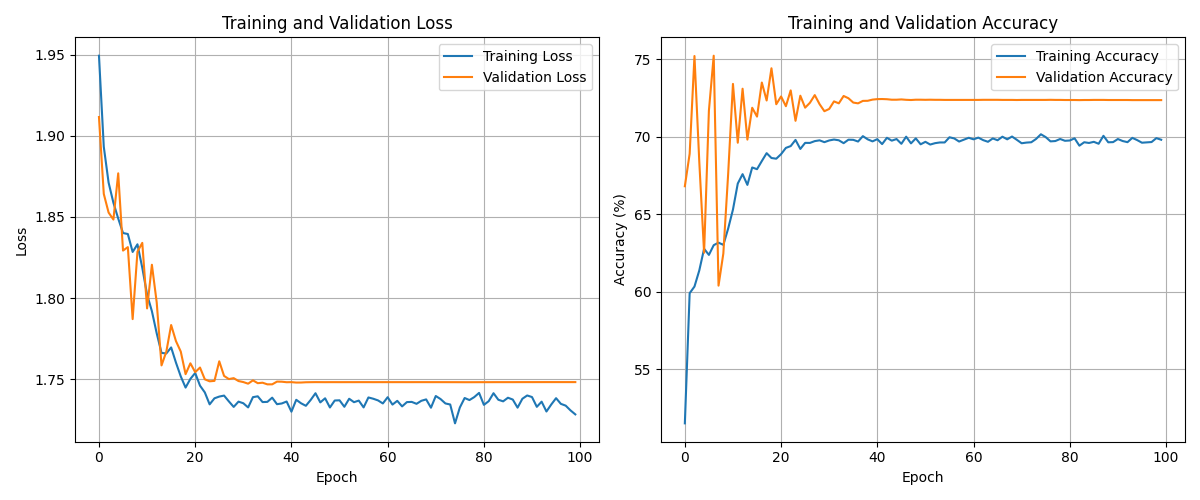 Training and Validation Loss
Training Loss
Validation Loss
1.95
1.90
1.85
1.80
1.75
Loss
0
20
40
60
80
100
Epoch
Training and Validation Accuracy
Training Accuracy
Validation Accuracy
75
70
65
60
55
Accuracy (%)
0
20
40
60
80
100
Epoch